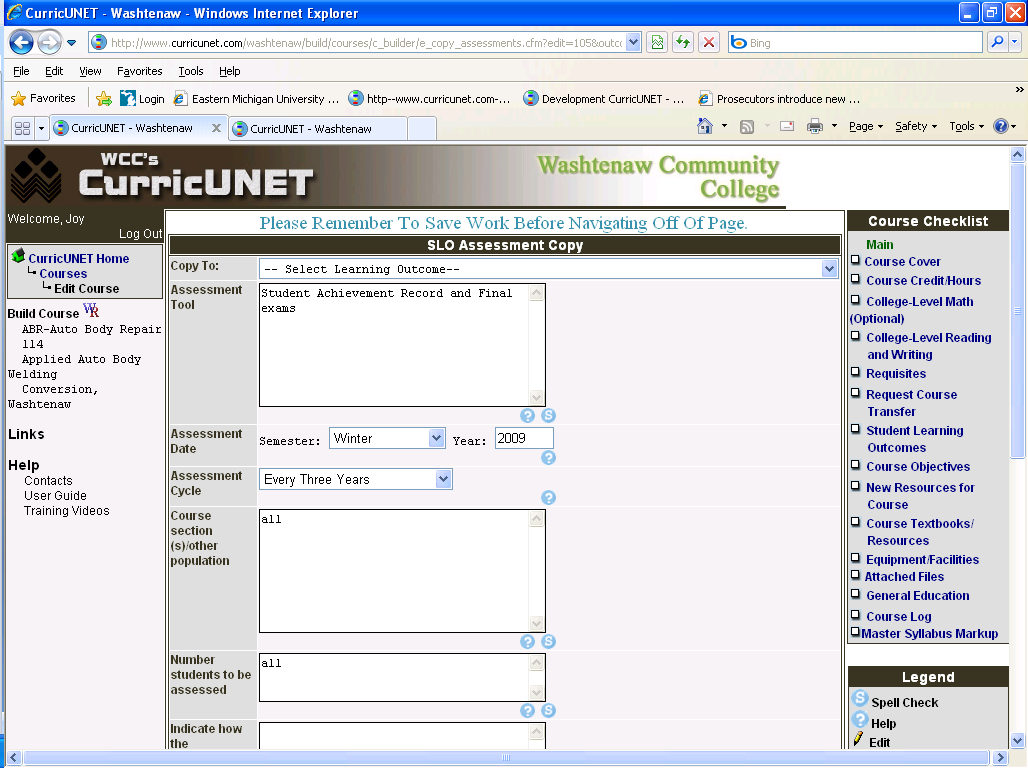 CurricUNET - Washtenaw - Windows Internet Explorer
http://www.curricunet.com/washtenaw/build/courses/c_builder/e_copy_assessments.cfm?edit=105&outc
Bing
File Edit View Favorites Tools Help
Favorites Login Eastern Michigan University ... http--www.curricunet.com-... Development CurricUNET - ... Prosecutors introduce new ... »
CurricUNET - Washtenaw X CurricUNET - Washtenaw Page Safety Tools
WCC's
CurricUNET
Washtenaw Community
College
Welcome, Joy
Log Out
CurricUNET Home
Courses
Edit Course
Build Course WR
ABR-Auto Body Repair
114
Applied Auto Body
Welding
Conversion,
Washtenaw
Links
Help
Contacts
User Guide
Training Videos
Please Remember To Save Work Before Navigating Off Of Page.
SLO Assessment Copy
Copy To: -- Select Learning Outcome--
Assessment
Tool
Student Achievement Record and Final
exams
? S
Assessment
Date
Semester: Winter Year: 2009
?
Assessment
Cycle
Every Three Years
?
Course
section
(s)/other
population
all
? S
Number
students to be
assessed
all
? S
Indicate how
the
Course Checklist
Main
Course Cover
Course Credit/Hours
College-Level Math
(Optional)
College-Level Reading
and Writing
Requisites
Request Course
Transfer
Student Learning
Outcomes
Course Objectives
New Resources for
Course
Course Textbooks/
Resources
Equipment/Facilities
Attached Files
General Education
Course Log
Master Syllabus Markup
Legend
S Spell Check
? Help
Edit